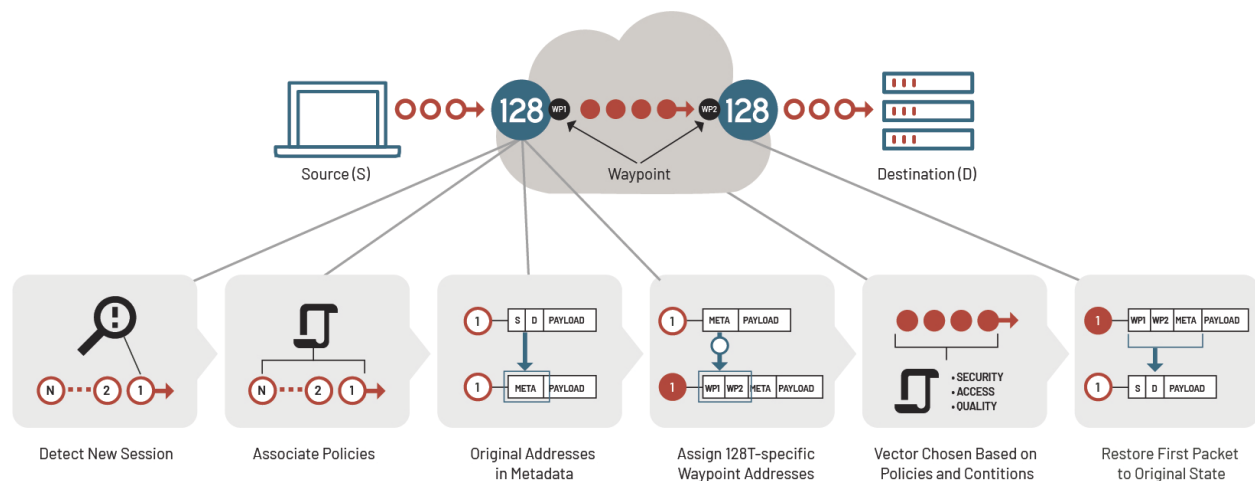 128
WP1
WP2
128
Source (S)
Waypoint
Destination (D)
N 2 1
Detect New Session
N 2 1
Associate Policies
1 S D PAYLOAD
1 META PAYLOAD
Original Addresses
in Metadata
1 META PAYLOAD
1 WP1 WP2 META PAYLOAD
Assign 128T-specific
Waypoint Addresses
• SECURITY
• ACCESS
• QUALITY
Vector Chosen Based on
Policies and Contitions
1 WP1 WP2 META PAYLOAD
1 S D PAYLOAD
Restore First Packet
to Original State